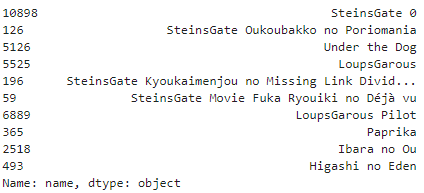 10898 SteinsGate 0
126 SteinsGate Oukoubakko no Poriomania
5126 Under the Dog
5525 LoupsGarous
196 SteinsGate Kyoukaimenjou no Missing Link Divid...
59 SteinsGate Movie Fuka Ryouiki no Déjà vu
6889 LoupsGarous Pilot
365 Paprika
2518 Ibara no Ou
493 Higashi no Eden
Name: name, dtype: object